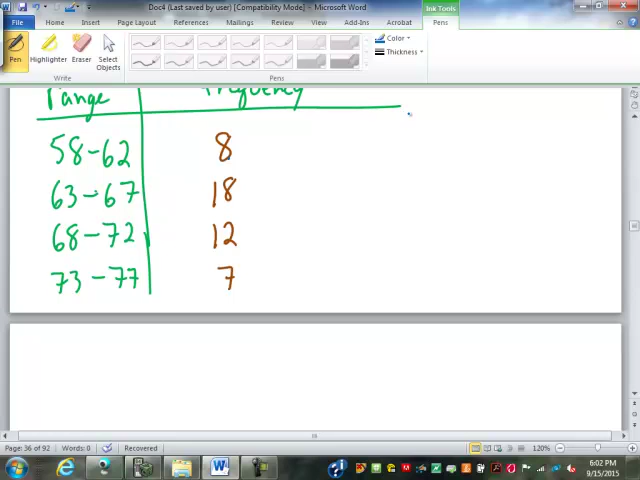 Doc4 (Last saved by user) [Compatibility Mode] - Microsoft Word
Ink Tools
File Home Insert Page Layout References Mailings Review View Add-Ins Acrobat Pens
Pen Highlighter Eraser Select Objects
Color
Thickness
Write Pens
range frequency
58-62 8
63-67 18
68-72 12
73-77 7
Page: 36 of 92 Words: 0 Recovered 120%
6:02 PM
9/15/2015